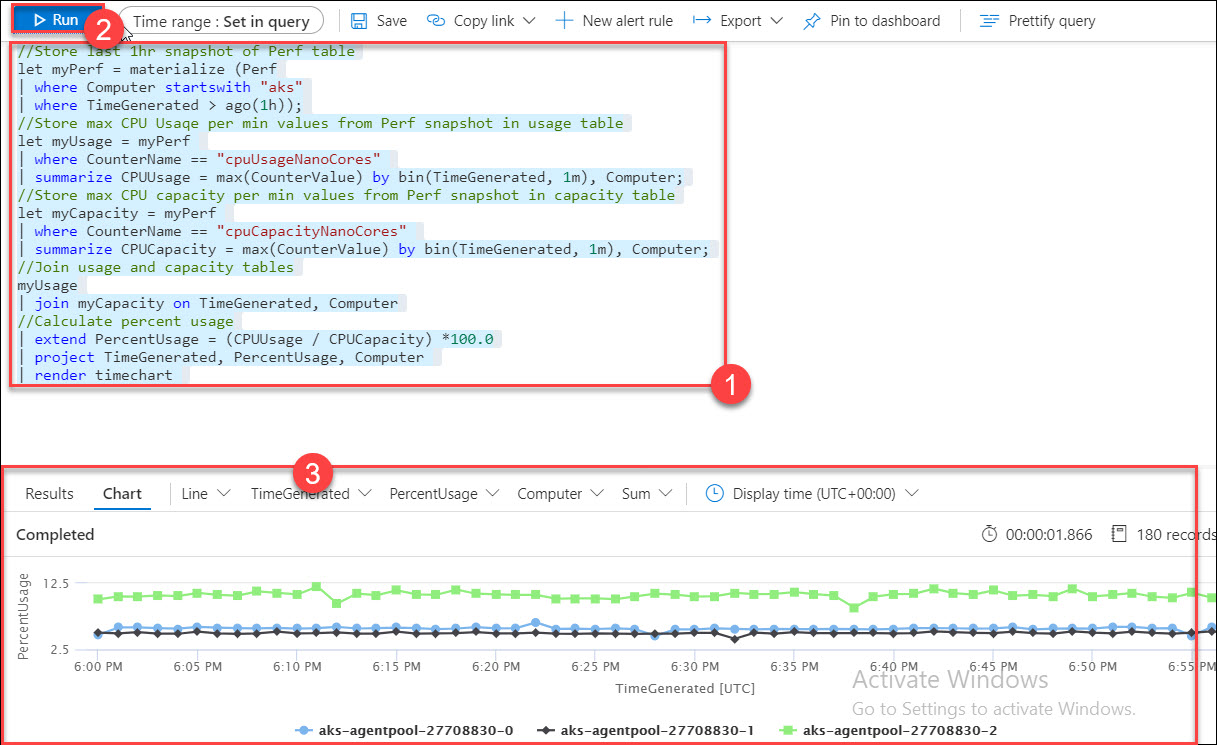 Run
2
Time range : Set in query
Save
Copy link
New alert rule
Export
Pin to dashboard
Prettify query
//Store last 1hr snapshot of Perf table
let myPerf = materialize (Perf
| where Computer startswith "aks"
| where TimeGenerated > ago(1h));
//Store max CPU Usage per min values from Perf snapshot in usage table
let myUsage = myPerf
| where CounterName == "cpuUsageNanoCores"
| summarize CPUUsage = max(CounterValue) by bin(TimeGenerated, 1m), Computer;
//Store max CPU capacity per min values from Perf snapshot in capacity table
let myCapacity = myPerf
| where CounterName == "cpuCapacityNanoCores"
| summarize CPUCapacity = max(CounterValue) by bin(TimeGenerated, 1m), Computer;
//Join usage and capacity tables
myUsage
| join myCapacity on TimeGenerated, Computer
//Calculate percent usage
| extend PercentUsage = (CPUUsage / CPUCapacity) *100.0
| project TimeGenerated, PercentUsage, Computer
| render timechart
1
3
Results
Chart
Line
TimeGenerated
PercentUsage
Computer
Sum
Display time (UTC+00:00)
Completed
00:00:01.866
180 records
PercentUsage
12.5
2.5
6:00 PM
6:05 PM
6:10 PM
6:15 PM
6:20 PM
6:25 PM
6:30 PM
6:35 PM
6:40 PM
6:45 PM
6:50 PM
6:55 PM
TimeGenerated [UTC]
Activate Windows
Go to Settings to activate Windows.
aks-agentpool-27708830-0
aks-agentpool-27708830-1
aks-agentpool-27708830-2